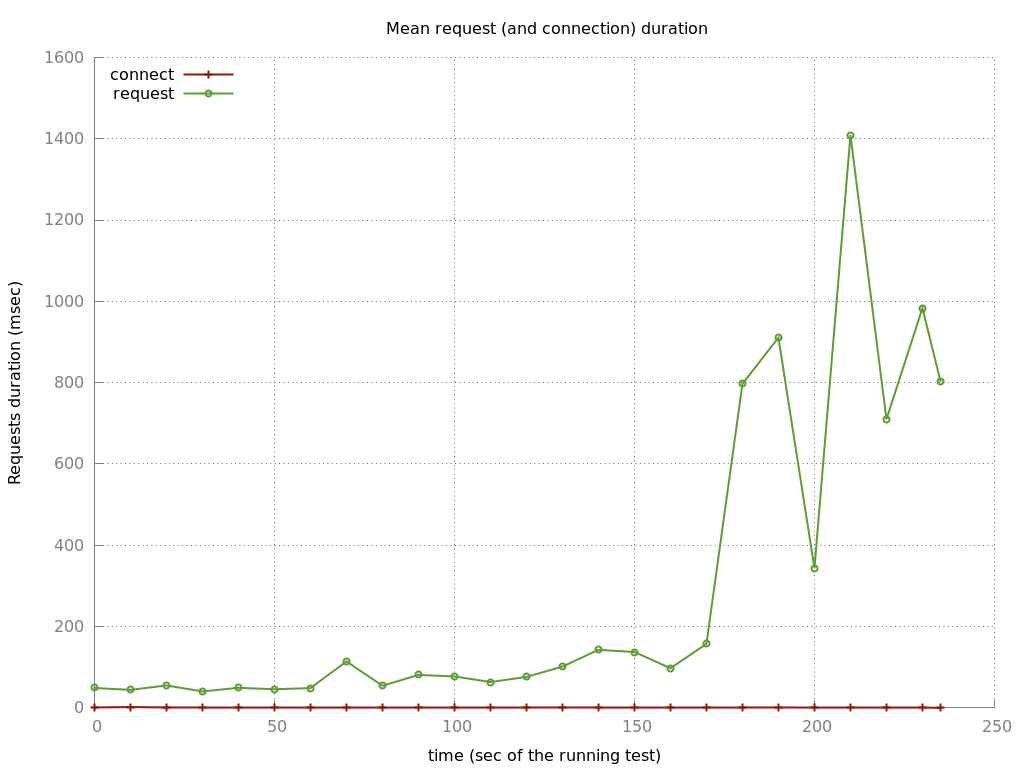 Mean request (and connection) duration
1600
1400
1200
1000
800
600
400
200
0
connect
request
Requests duration (msec)
0 50 100 150 200 250
time (sec of the running test)